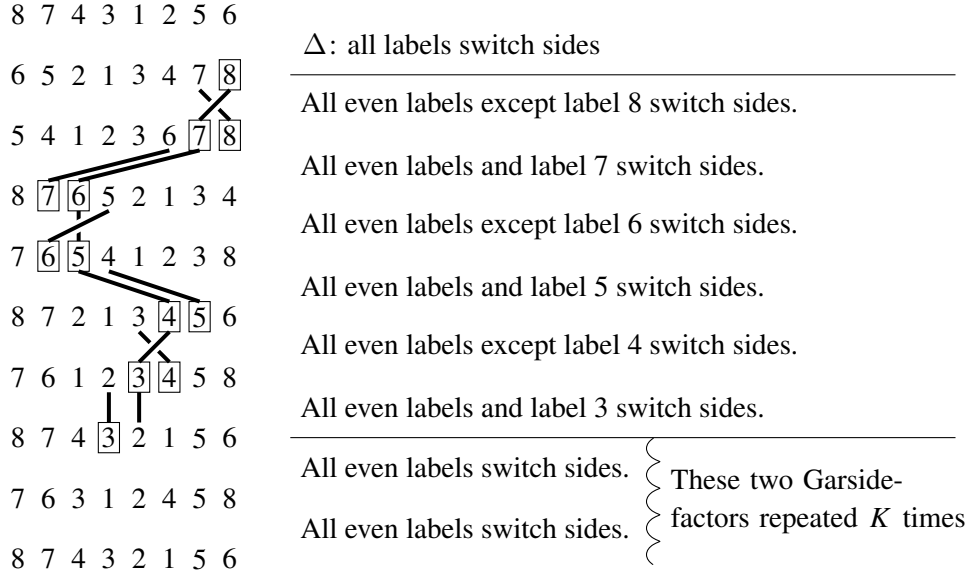 8 7 4 3 1 2 5 6
Δ: all labels switch sides
6 5 2 1 3 4 7 8
All even labels except label 8 switch sides.
5 4 1 2 3 6 7 8
All even labels and label 7 switch sides.
8 7 6 5 2 1 3 4
All even labels except label 6 switch sides.
7 6 5 4 1 2 3 8
All even labels and label 5 switch sides.
8 7 2 1 3 4 5 6
All even labels except label 4 switch sides.
7 6 1 2 3 4 5 8
All even labels and label 3 switch sides.
8 7 4 3 2 1 5 6
All even labels switch sides.
7 6 3 1 2 4 5 8
All even labels switch sides.
8 7 4 3 2 1 5 6
These two Garside-
factors repeated K times